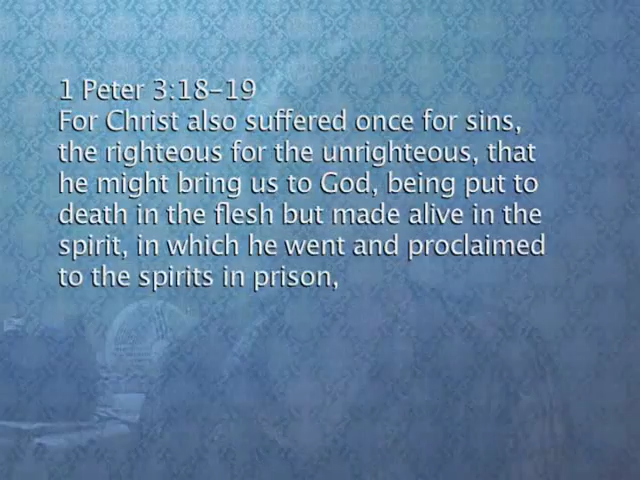 1 Peter 3:18-19
For Christ also suffered once for sins,
the righteous for the unrighteous, that
he might bring us to God, being put to
death in the flesh but made alive in the
spirit, in which he went and proclaimed
to the spirits in prison,